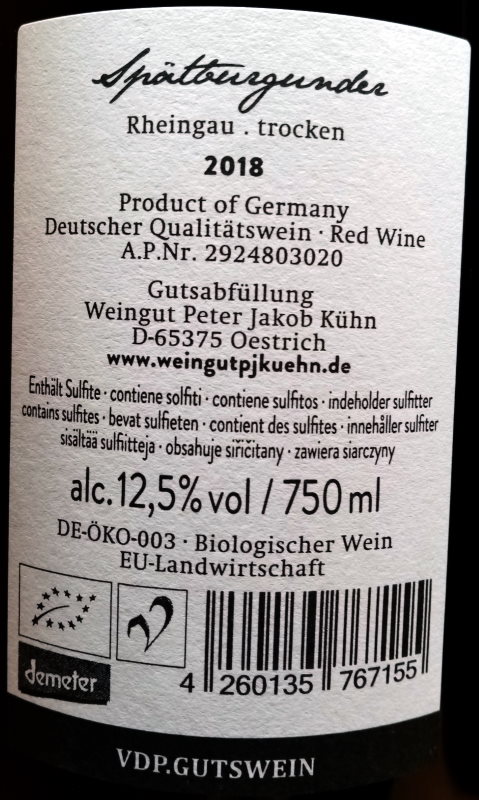 Spätburgunder
Rheingau . trocken
2018
Product of Germany
Deutscher Qualitätswein · Red Wine
A.P.Nr. 2924803020
Gutsabfüllung
Weingut Peter Jakob Kühn
D-65375 Oestrich
www.weingutpjkuehn.de
Enthält Sulfite · contiene solfiti · contiene sulfitos · indeholder sulfitter
contains sulfites · bevat sulfieten · contient des sulfites · innehåller sulfiter
sisältää sulfiitteja · obsahuje siřičitany · zawiera siarczyny
alc. 12,5% vol / 750 ml
DE-ÖKO-003 · Biologischer Wein
EU-Landwirtschaft
demeter
4 260135 767155
VDP.GUTSWEIN